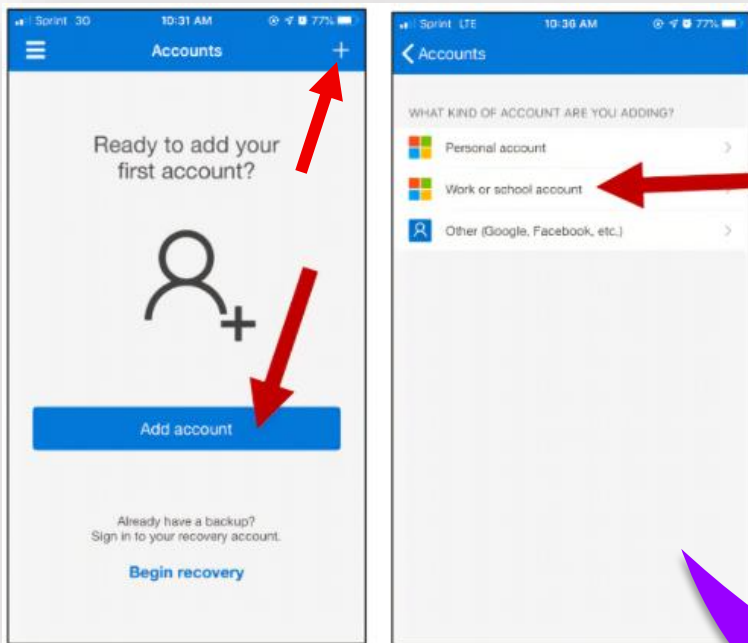 Sprint 3G 10:31 AM 77%
Accounts
Ready to add your
first account?
Add account
Already have a backup?
Sign in to your recovery account.
Begin recovery
Sprint LTE 10:36 AM 77%
Accounts
WHAT KIND OF ACCOUNT ARE YOU ADDING?
Personal account
Work or school account
Other (Google, Facebook, etc.)